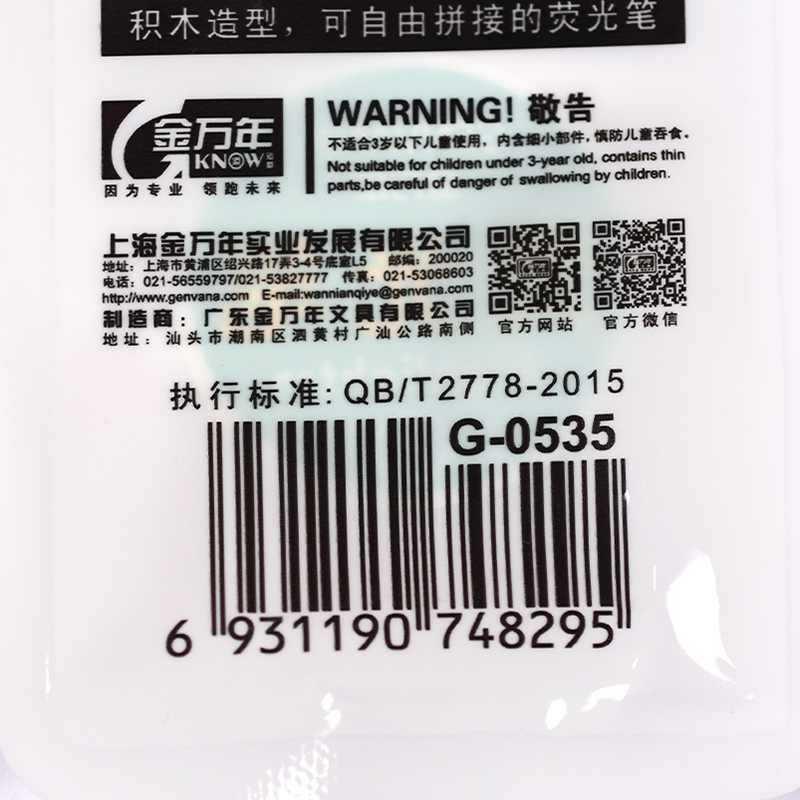 积木造型，可自由拼接的荧光笔
金万年
KNOW
因为专业 领跑未来
WARNING! 敬告
不适合3岁以下儿童使用，内含细小部件，慎防儿童吞食。
Not suitable for children under 3-year old, contains thin
parts,be careful of danger of swallowing by children.
上海金万年实业发展有限公司
地址：上海市黄浦区绍兴路17弄3-4号底室L5 邮编：200020
电话：021-56559797/021-53827777 传真：021-53068603
http://www.genvana.com E-mail:wannianqiye@genvana.com
制造商：广东金万年文具有限公司
地址：汕头市潮南区泗黄村广汕公路南侧
官方网站 官方微信
执行标准: QB/T2778-2015
G-0535
6 931190 748295